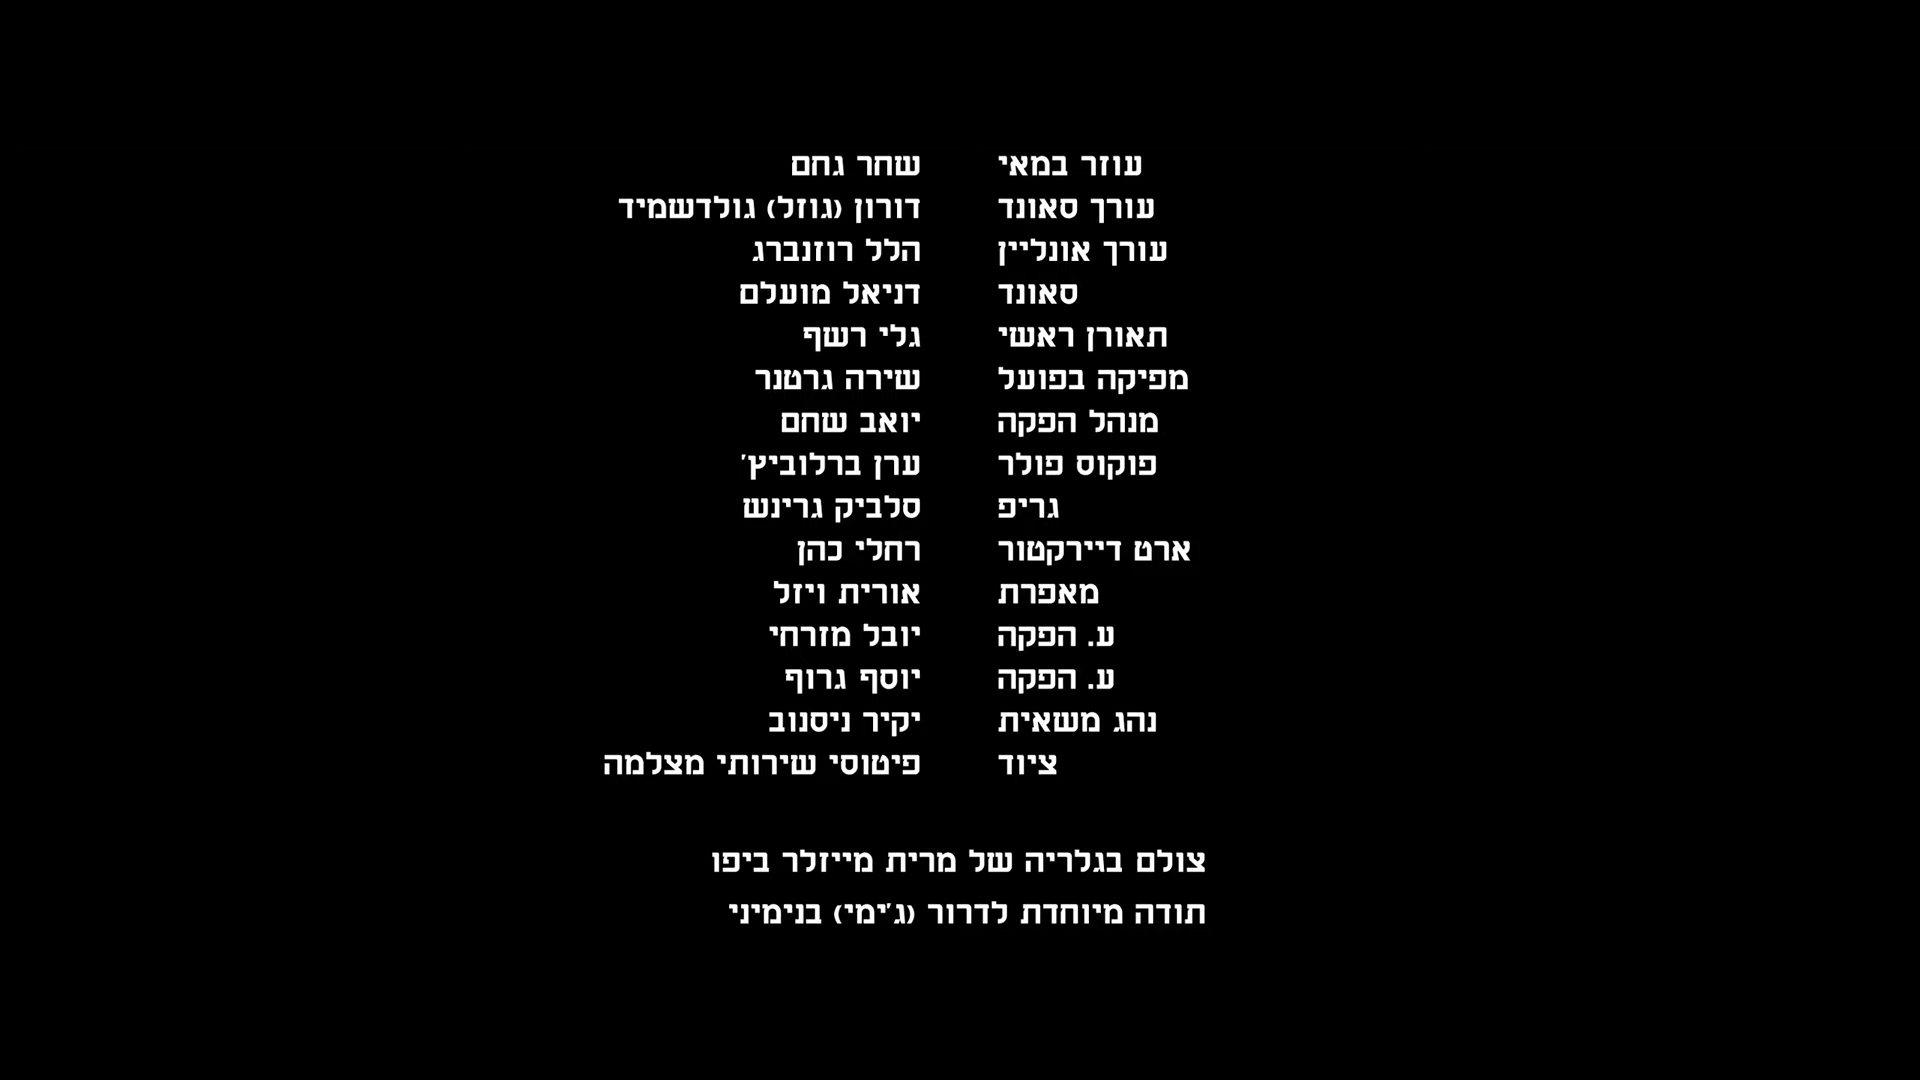 עוזר במאי שחר גחם
עורך סאונד דורון (גוזל) גולדשמיד
עורך אונליין הלל רוזנברג
סאונד דניאל מועלם
תאורן ראשי גלי רשף
מפיקה בפועל שירה גרטנר
מנהל הפקה יואב שחם
פוקוס פולר ערן ברלוביץ'
גריפ סלביק גרינש
ארט דיירקטור רחלי כהן
מאפרת אורית ויזל
ע. הפקה יובל מזרחי
ע. הפקה יוסף גרוף
נהג משאית יקיר ניסנוב
ציוד פיטוסי שירותי מצלמה
צולם בגלריה של מרית מייזלר ביפו
תודה מיוחדת לדרור (ג'ימי) בנימיני